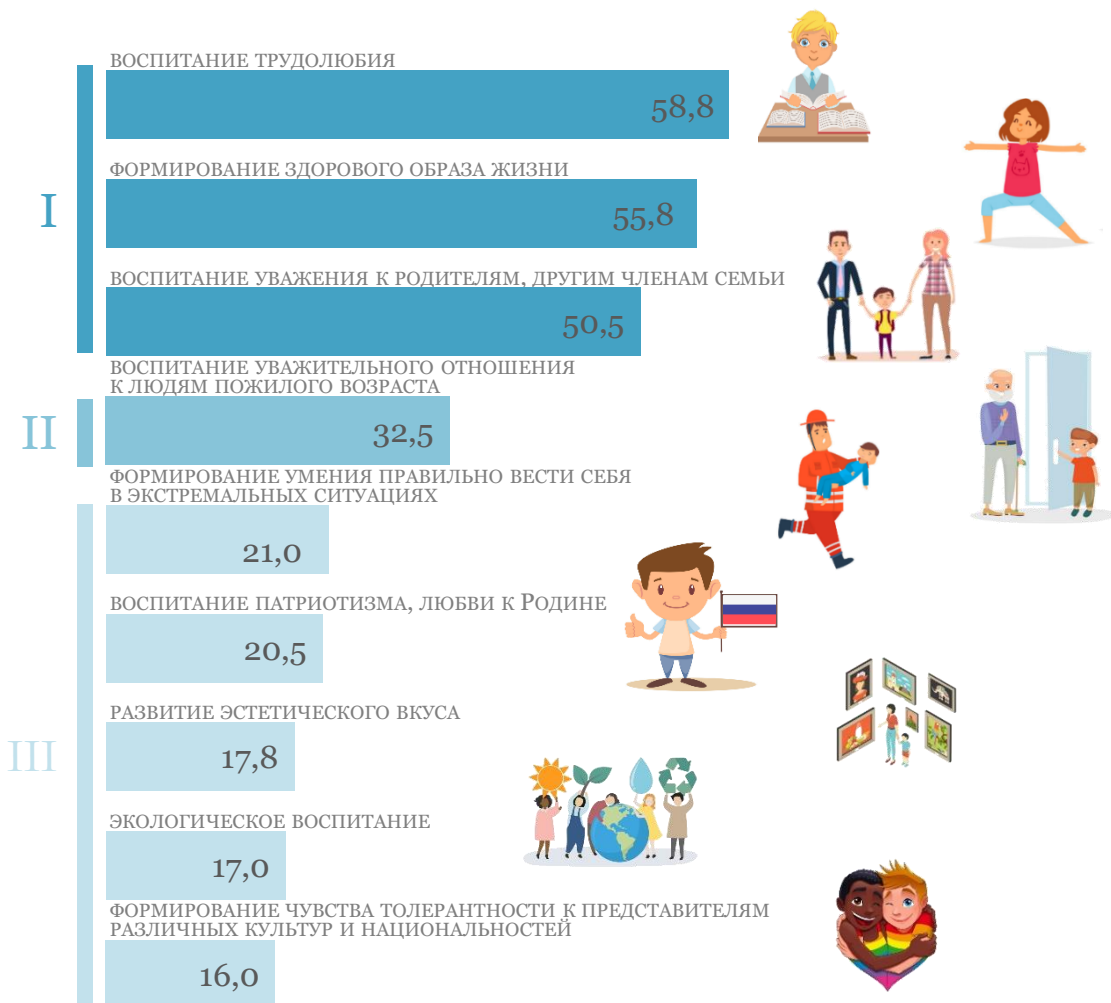 ВОСПИТАНИЕ ТРУДОЛЮБИЯ
58,8
ФОРМИРОВАНИЕ ЗДОРОВОГО ОБРАЗА ЖИЗНИ
I
55,8
ВОСПИТАНИЕ УВАЖЕНИЯ К РОДИТЕЛЯМ, ДРУГИМ ЧЛЕНАМ СЕМЬИ
50,5
ВОСПИТАНИЕ УВАЖИТЕЛЬНОГО ОТНОШЕНИЯ
К ЛЮДЯМ ПОЖИЛОГО ВОЗРАСТА
II
32,5
ФОРМИРОВАНИЕ УМЕНИЯ ПРАВИЛЬНО ВЕСТИ СЕБЯ
В ЭКСТРЕМАЛЬНЫХ СИТУАЦИЯХ
21,0
ВОСПИТАНИЕ ПАТРИОТИЗМА, ЛЮБВИ К РОДИНЕ
20,5
РАЗВИТИЕ ЭСТЕТИЧЕСКОГО ВКУСА
III
17,8
ЭКОЛОГИЧЕСКОЕ ВОСПИТАНИЕ
17,0
ФОРМИРОВАНИЕ ЧУВСТВА ТОЛЕРАНТНОСТИ К ПРЕДСТАВИТЕЛЯМ
РАЗЛИЧНЫХ КУЛЬТУР И НАЦИОНАЛЬНОСТЕЙ
16,0